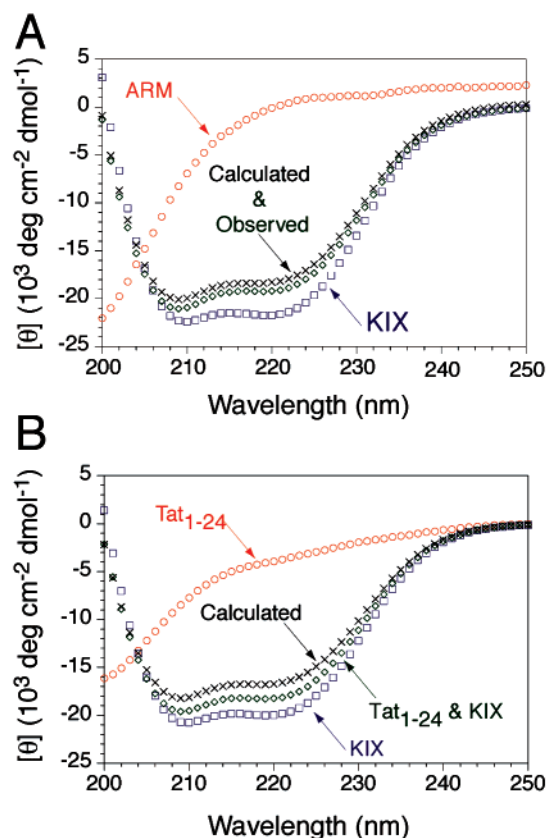 A
5
0
-5
-10
-15
-20
-25
[θ] (10³ deg cm⁻² dmol⁻¹)
ARM
Calculated
&
Observed
KIX
200 210 220 230 240 250
Wavelength (nm)
B
5
0
-5
-10
-15
-20
-25
[θ] (10³ deg cm⁻² dmol⁻¹)
Tat₁₋₂₄
Calculated
Tat₁₋₂₄ & KIX
KIX
200 210 220 230 240 250
Wavelength (nm)